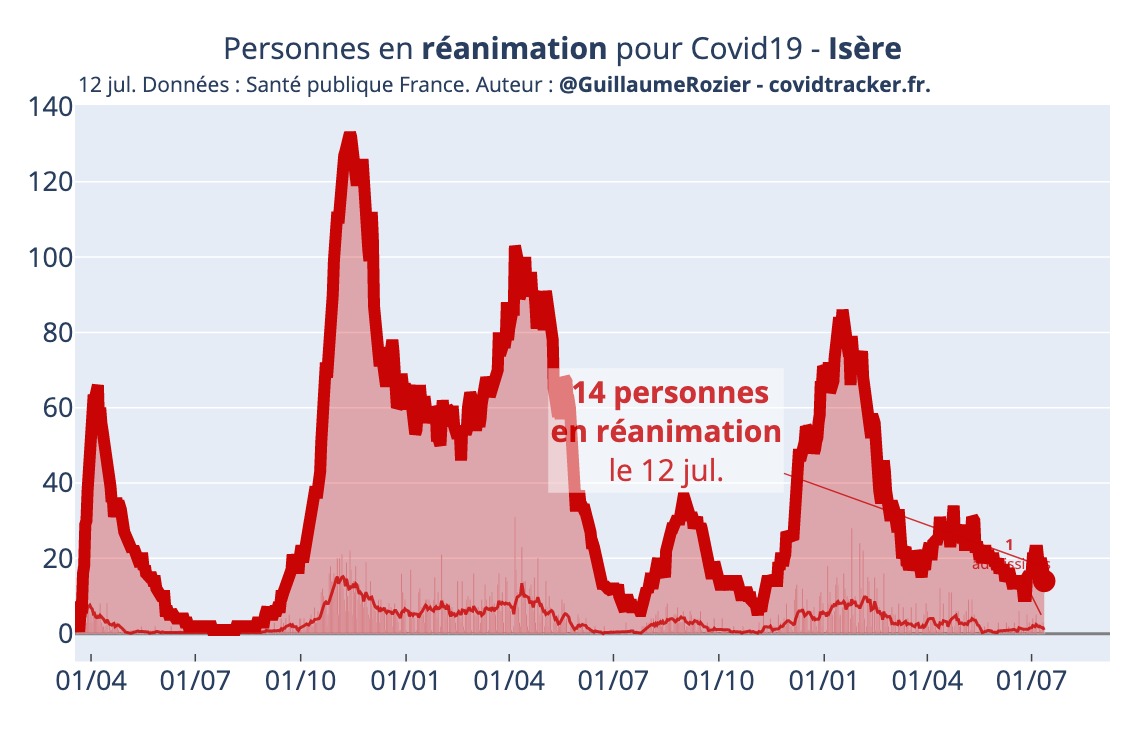 Personnes en réanimation pour Covid19 - Isère
12 jul. Données : Santé publique France. Auteur : @GuillaumeRozier - covidtracker.fr.
140
120
100
80
60
40
20
0
14 personnes
en réanimation
le 12 jul.
1
01/04 01/07 01/10 01/01 01/04 01/07 01/10 01/01 01/04 01/07